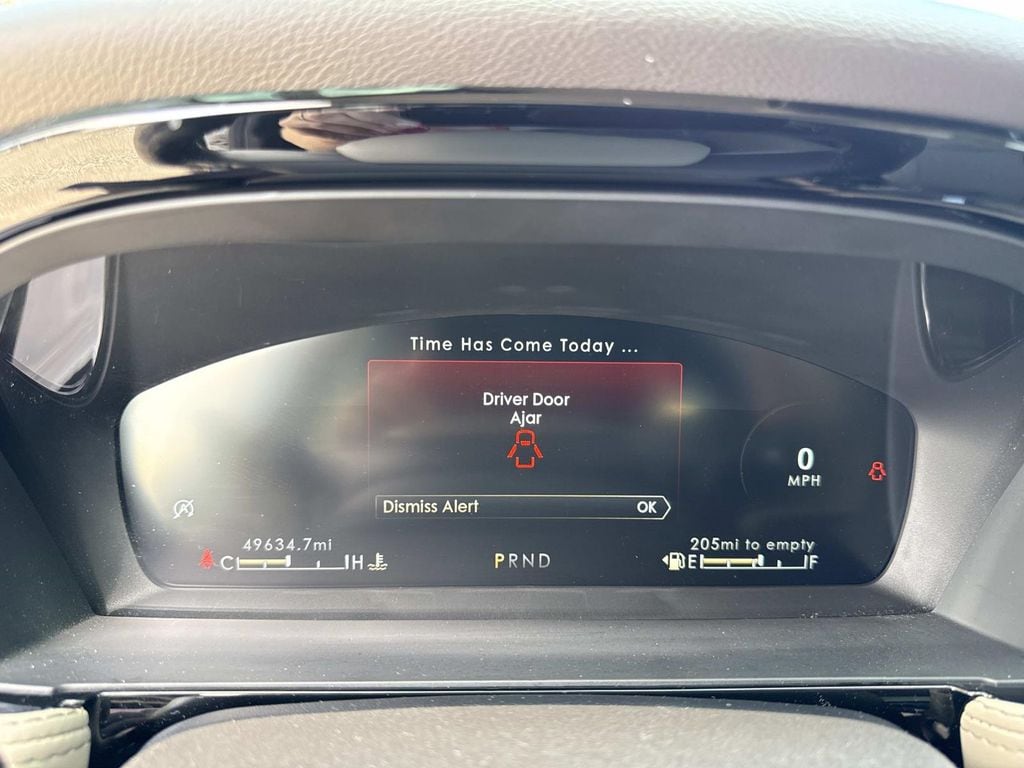 Time Has Come Today ...
Driver Door
Ajar
0
MPH
Dismiss Alert OK
49634.7mi
205mi to empty
C H
PRND
E F